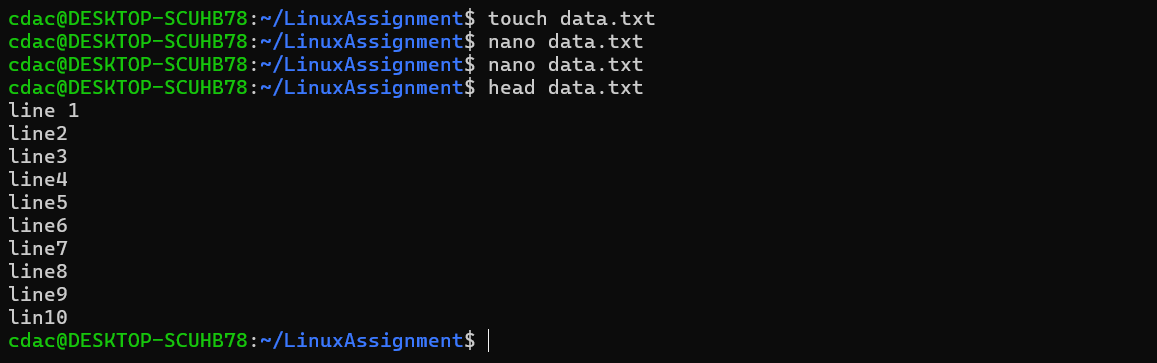 cdac@DESKTOP-SCUHB78:~/LinuxAssignment$ touch data.txt
cdac@DESKTOP-SCUHB78:~/LinuxAssignment$ nano data.txt
cdac@DESKTOP-SCUHB78:~/LinuxAssignment$ nano data.txt
cdac@DESKTOP-SCUHB78:~/LinuxAssignment$ head data.txt
line 1
line2
line3
line4
line5
line6
line7
line8
line9
lin10
cdac@DESKTOP-SCUHB78:~/LinuxAssignment$